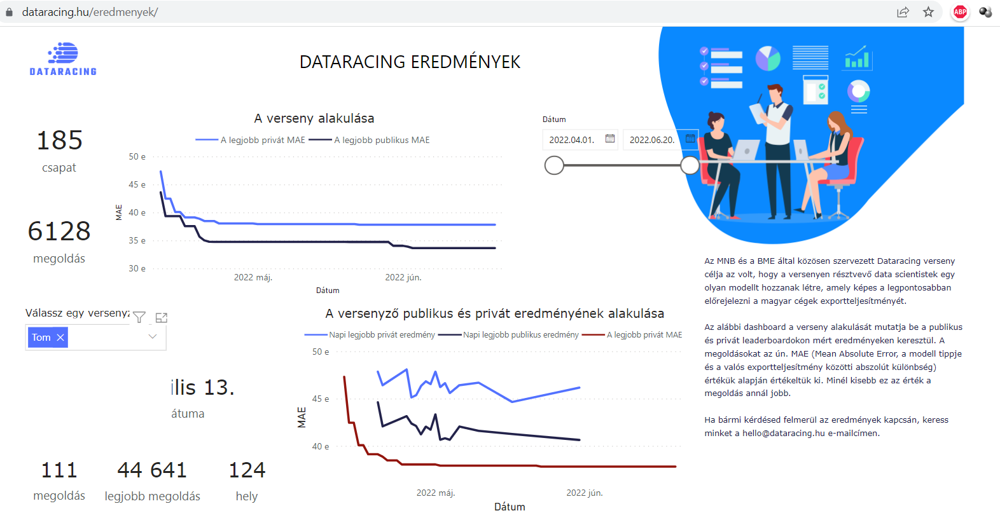 dataracing.hu/eredmenyek/
ABP
DATARACING
DATARACING EREDMÉNYEK
185
csapat
6128
megoldás
A verseny alakulása
A legjobb privát MAE
A legjobb publikus MAE
50 e
45 e
40 e
35 e
30 e
MAE
2022 máj.
2022 jún.
Dátum
Dátum
2022.04.01.
2022.06.20.
Az MNB és a BME által közösen szervezett Dataracing verseny
célja az volt, hogy a versenyen résztvevő data scientistek egy
olyan modellt hozzanak létre, amely képes a legpontosabban
előrejelezni a magyar cégek exportteljesítményét.
Az alábbi dashboard a verseny alakulását mutatja be a publikus
és privát leaderboardokon mért eredményeken keresztül. A
megoldásokat az ún. MAE (Mean Absolute Error, a modell tippje
és a valós exportteljesítmény közötti abszolút különbség)
értékük alapján értékeltük ki. Minél kisebb ez az érték a
megoldás annál jobb.
Ha bármi kérdésed felmerül az eredmények kapcsán, keress
minket a hello@dataracing.hu e-mailcímen.
Válassz egy versenyz
Tom
ilis 13.
átuma
111
megoldás
44 641
legjobb megoldás
124
hely
A versenyző publikus és privát eredményének alakulása
Napi legjobb privát eredmény
Napi legjobb publikus eredmény
A legjobb privát MAE
50 e
45 e
40 e
MAE
2022 máj.
2022 jún.
Dátum